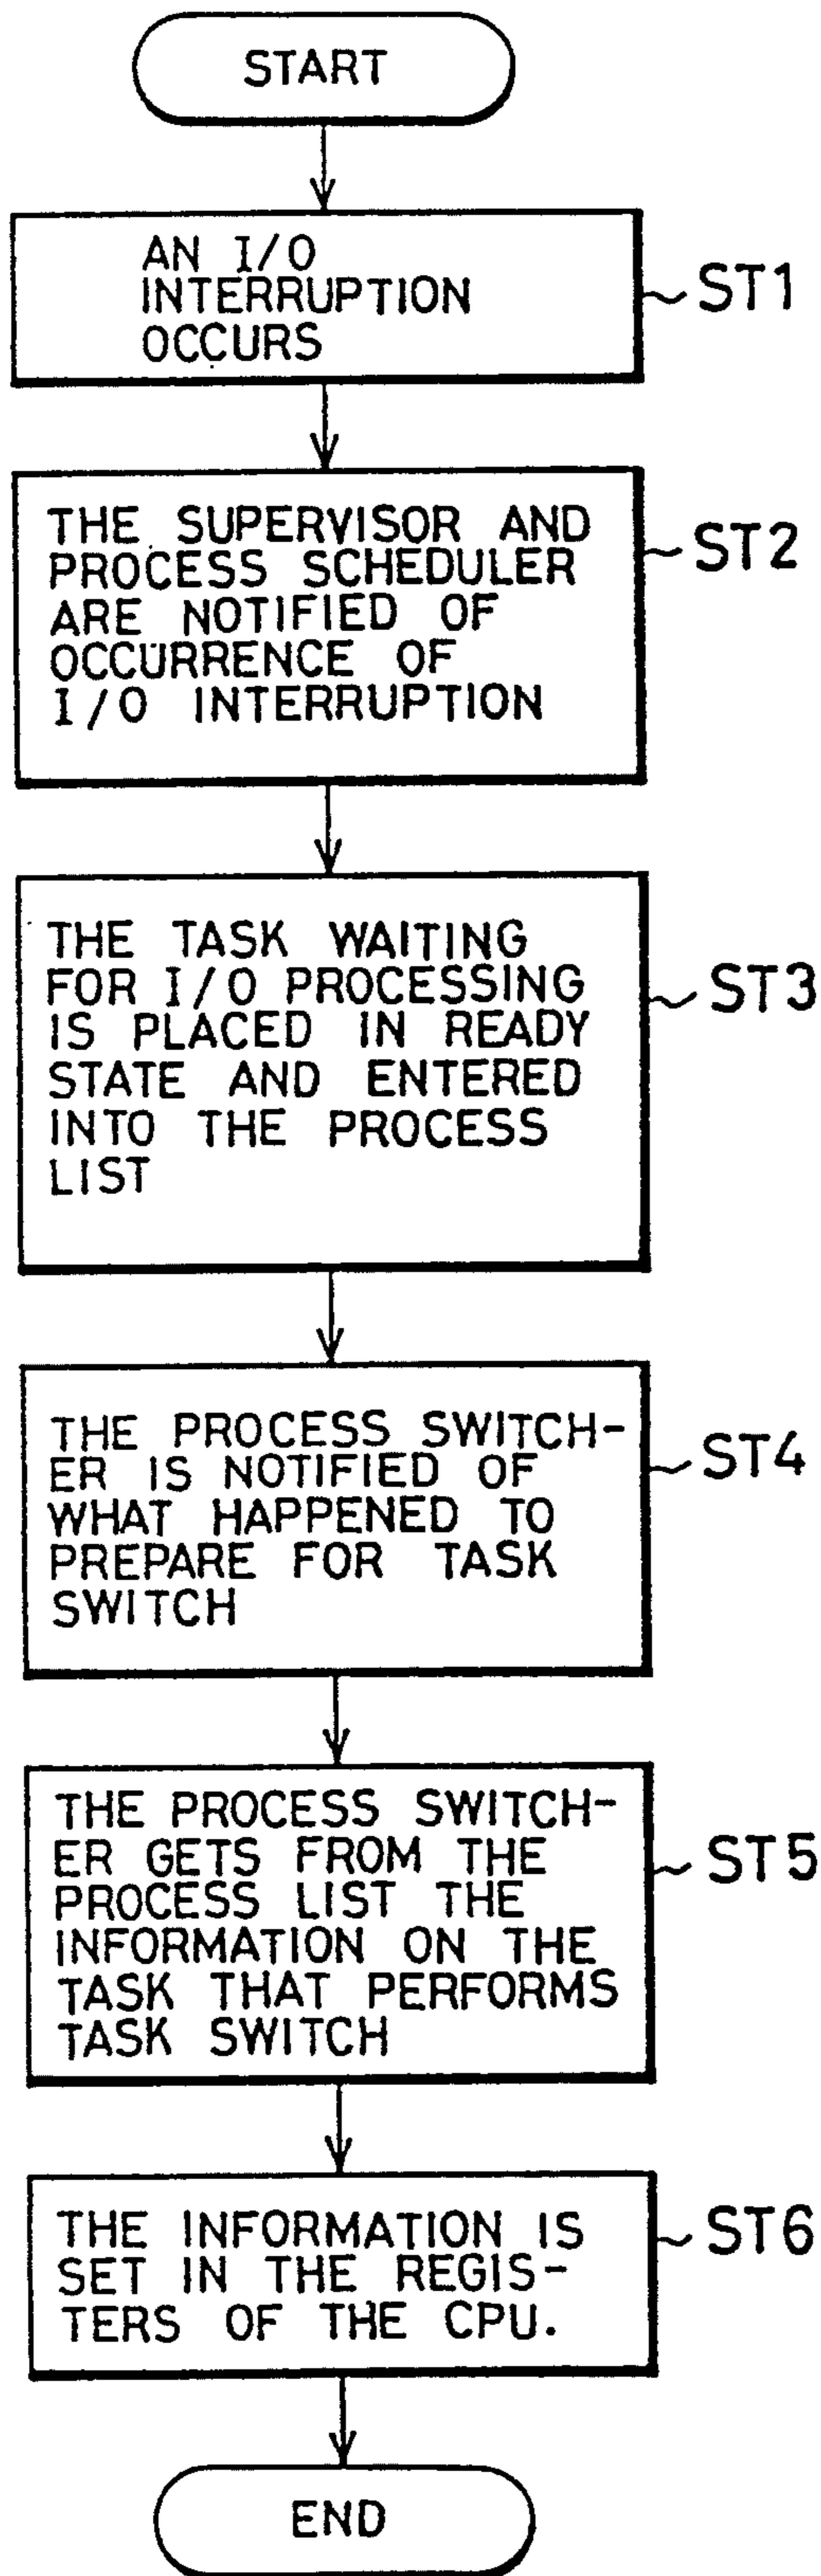 START
AN I/O
INTERRUPTION
OCCURS
ST1
THE SUPERVISOR AND
PROCESS SCHEDULER
ARE NOTIFIED OF
OCCURRENCE OF
I/O INTERRUPTION
ST2
THE TASK WAITING
FOR I/O PROCESSING
IS PLACED IN READY
STATE AND ENTERED
INTO THE PROCESS
LIST
ST3
THE PROCESS SWITCH-
ER IS NOTIFIED OF
WHAT HAPPENED TO
PREPARE FOR TASK
SWITCH
ST4
THE PROCESS SWITCH-
ER GETS FROM THE
PROCESS LIST THE
INFORMATION ON THE
TASK THAT PERFORMS
TASK SWITCH
ST5
THE INFORMATION IS
SET IN THE REGIS-
TERS OF THE CPU.
ST6
END